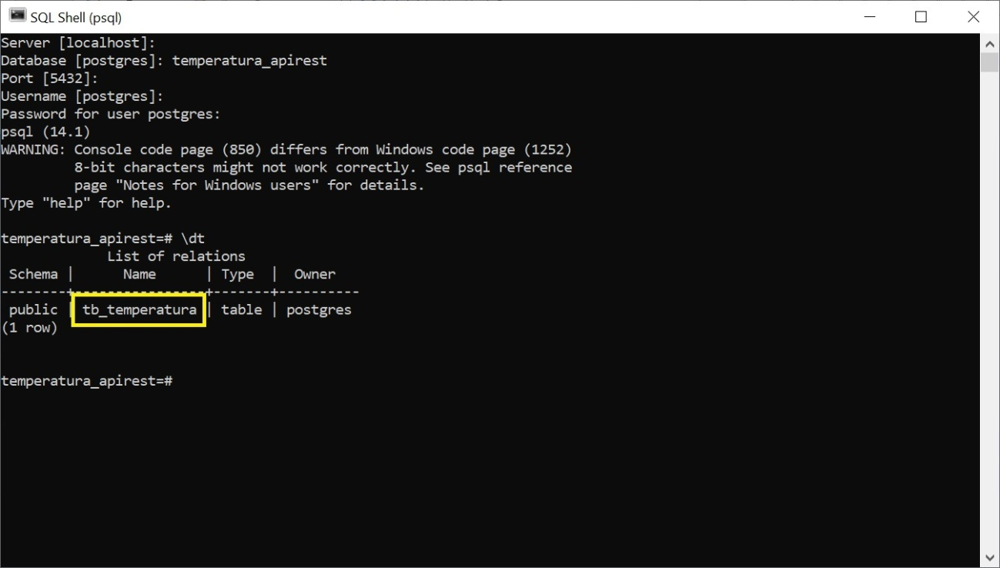 SQL Shell (psql)
Server [localhost]:
Database [postgres]: temperatura_apirest
Port [5432]:
Username [postgres]:
Password for user postgres:
psql (14.1)
WARNING: Console code page (850) differs from Windows code page (1252)
         8-bit characters might not work correctly. See psql reference
         page "Notes for Windows users" for details.
Type "help" for help.

temperatura_apirest=# \dt
             List of relations
 Schema |      Name       | Type  |  Owner
--------+-----------------+-------+----------
 public | tb_temperatura | table | postgres
(1 row)


temperatura_apirest=#